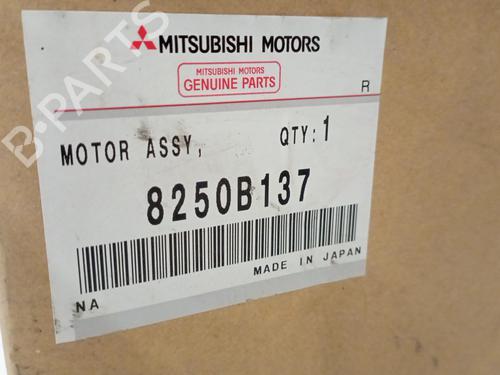 B-PARTS
MITSUBISHI MOTORS
MITSUBISHI MOTORS
GENUINE PARTS
R
MOTOR ASSY, QTY:1
8250B137
NA MADE IN JAPAN